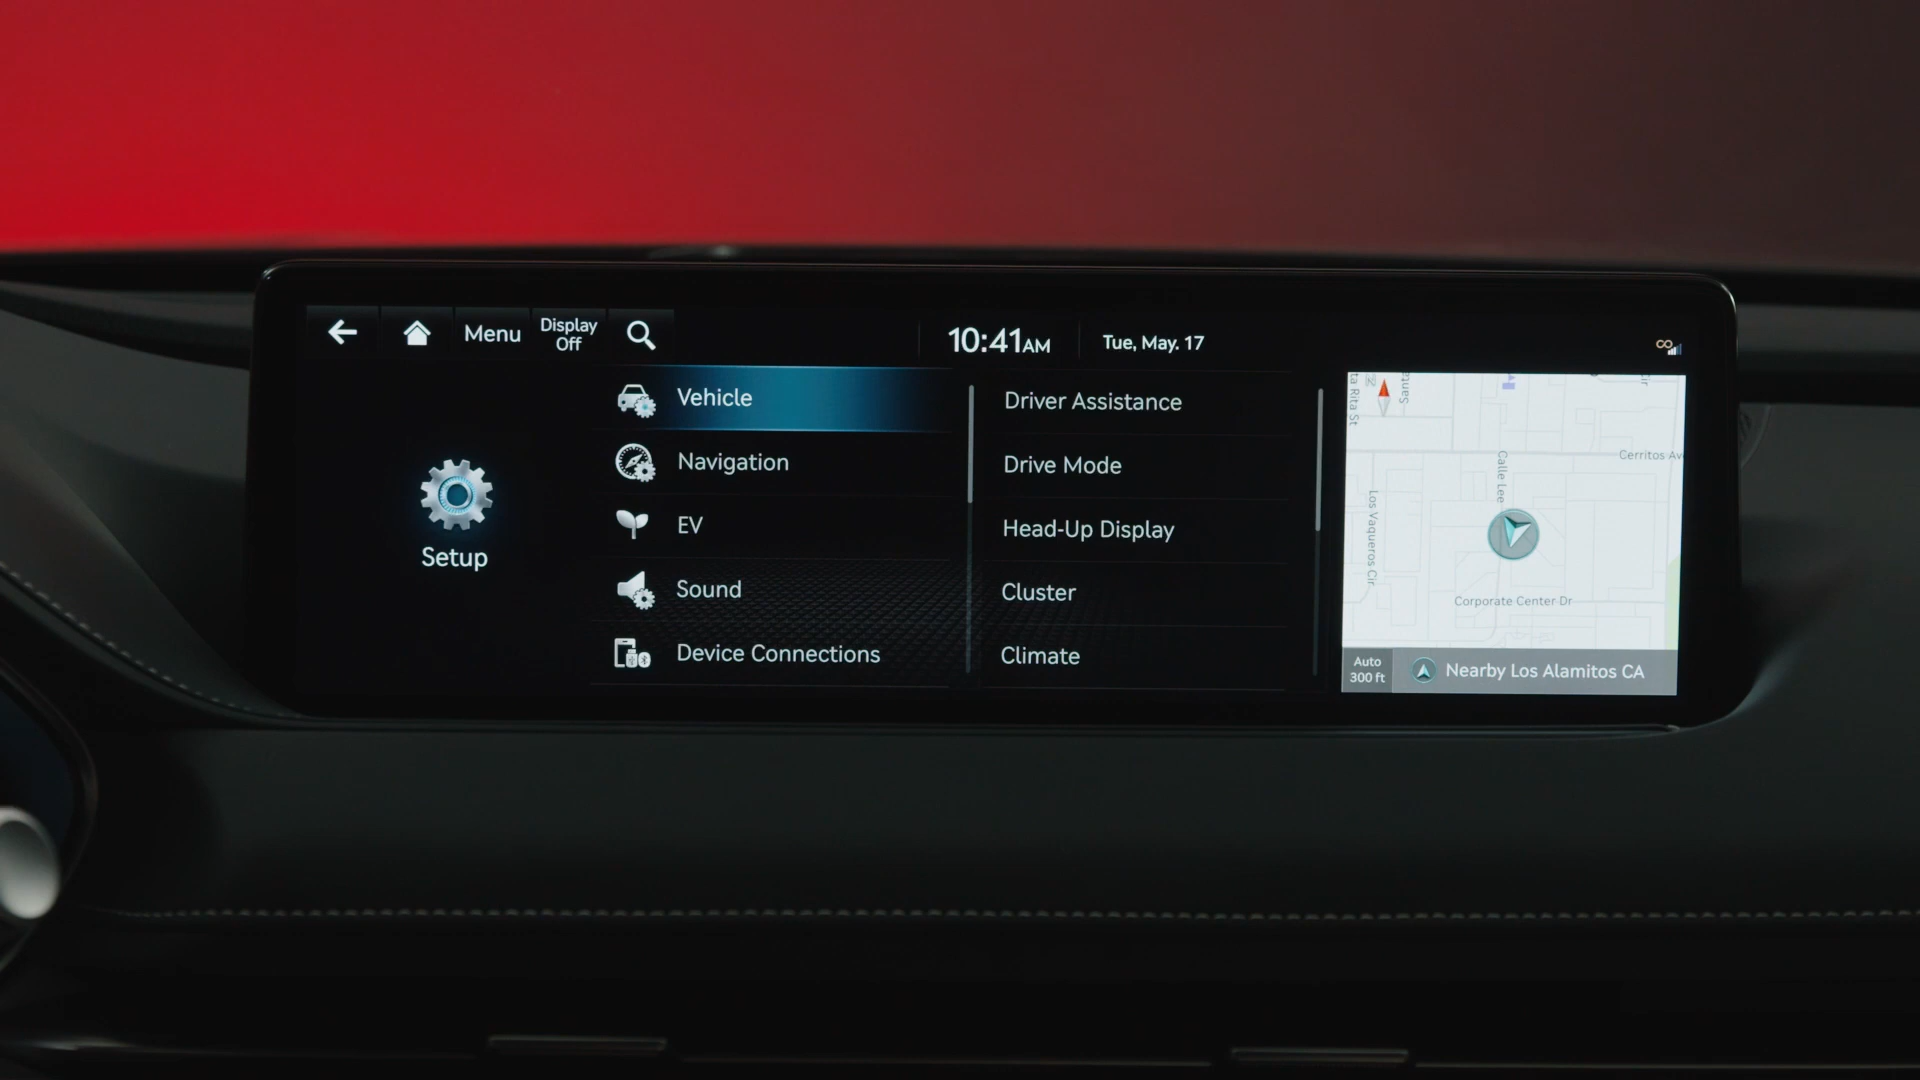 Menu
Display
Off
10:41AM
Tue, May. 17
Setup
Vehicle
Navigation
EV
Sound
Device Connections
Driver Assistance
Drive Mode
Head-Up Display
Cluster
Climate
ta Rita St
N
Santa
Cir
Cerritos Av
Calle Lee
Los Vaqueros Cir
Corporate Center Dr
Auto
300 ft
Nearby Los Alamitos CA